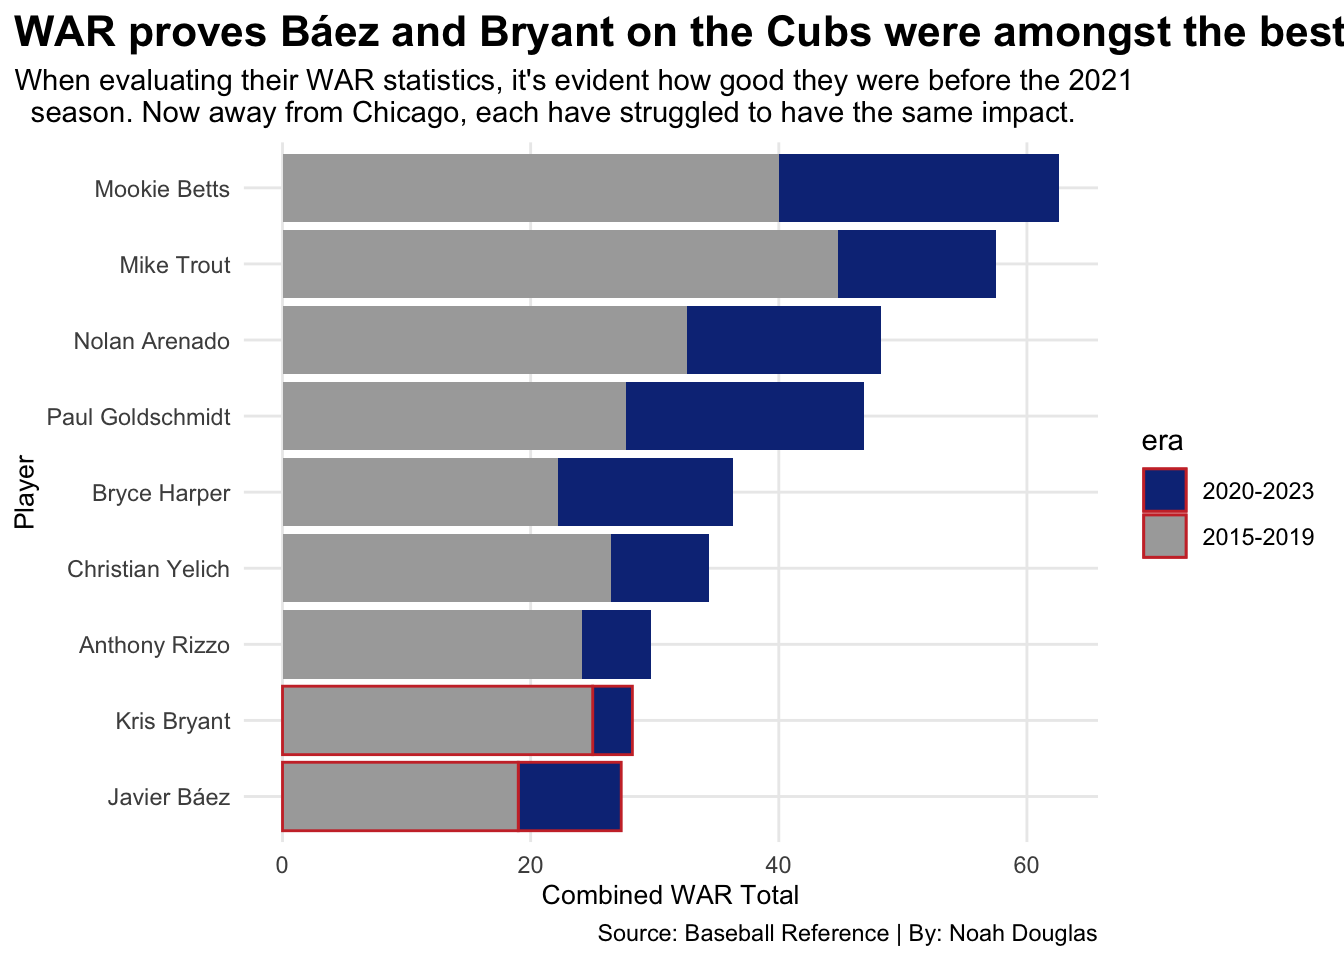 WAR proves Báez and Bryant on the Cubs were amongst the best
When evaluating their WAR statistics, it's evident how good they were before the 2021
season. Now away from Chicago, each have struggled to have the same impact.
Player
Mookie Betts
Mike Trout
Nolan Arenado
Paul Goldschmidt
Bryce Harper
Christian Yelich
Anthony Rizzo
Kris Bryant
Javier Báez
0 20 40 60
Combined WAR Total
era
2020-2023
2015-2019
Source: Baseball Reference | By: Noah Douglas